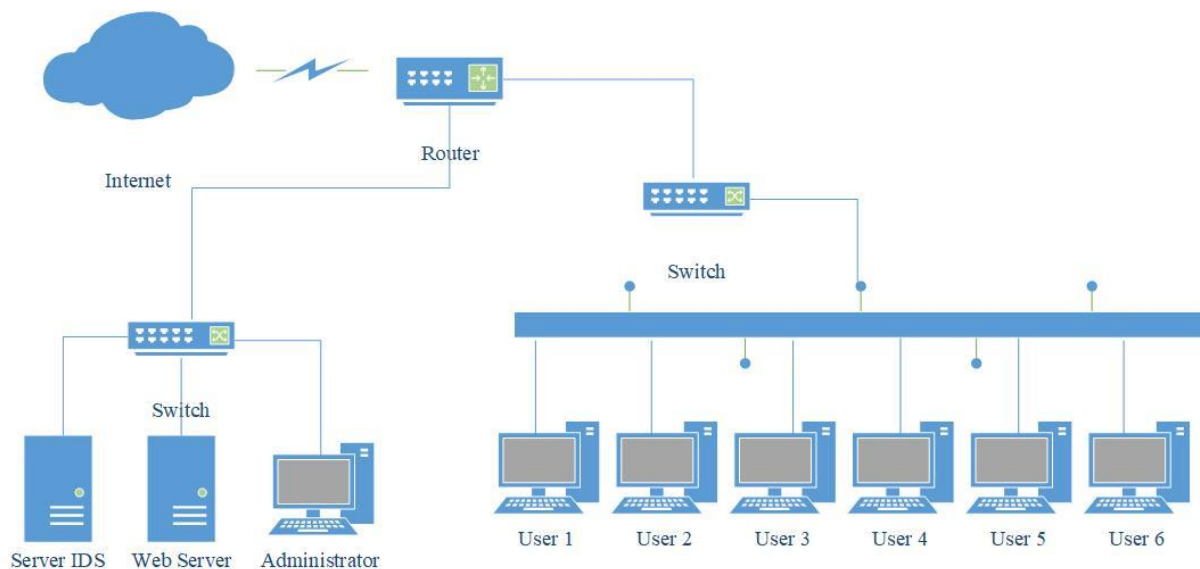 Internet
Router
Switch
Switch
Server IDS
Web Server
Administrator
User 1
User 2
User 3
User 4
User 5
User 6